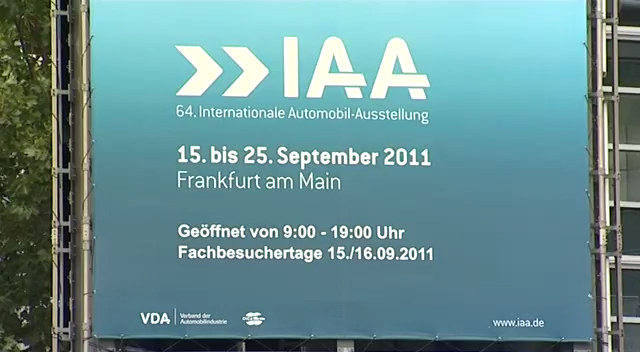 IAA
64. Internationale Automobil-Ausstellung
15. bis 25. September 2011
Frankfurt am Main
Geöffnet von 9:00 - 19:00 Uhr
Fachbesuchertage 15./16.09.2011
VDA Verband der
Automobilindustrie
www.iaa.de